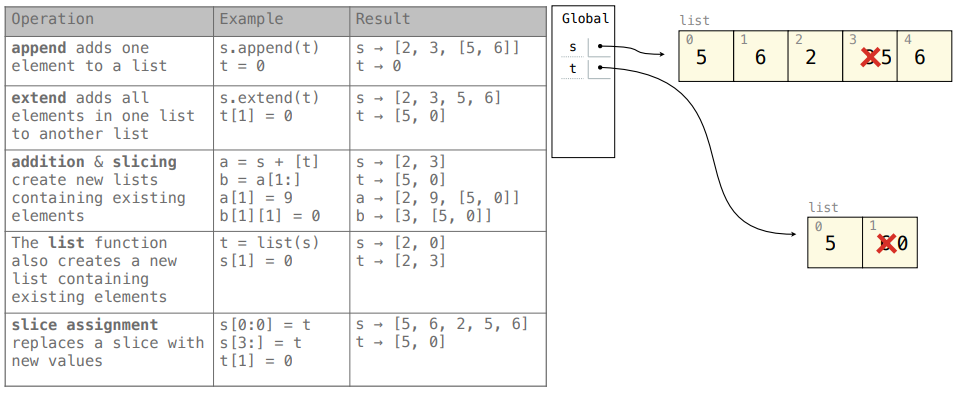 Operation Example Result
append adds one
element to a list
s.append(t)
t = 0
s → [2, 3, [5, 6]]
t → 0
extend adds all
elements in one list
to another list
s.extend(t)
t[1] = 0
s → [2, 3, 5, 6]
t → [5, 0]
addition & slicing
create new lists
containing existing
elements
a = s + [t]
b = a[1:]
a[1] = 9
b[1][1] = 0
s → [2, 3]
t → [5, 0]
a → [2, 9, [5, 0]]
b → [3, [5, 0]]
The list function
also creates a new
list containing
existing elements
t = list(s)
s[1] = 0
s → [2, 0]
t → [2, 3]
slice assignment
replaces a slice with
new values
s[0:0] = t
s[3:] = t
t[1] = 0
s → [5, 6, 2, 5, 6]
t → [5, 0]
Global
s
t
list
0 1 2 3 4
5 6 2 5 6
list
0 1
5 0